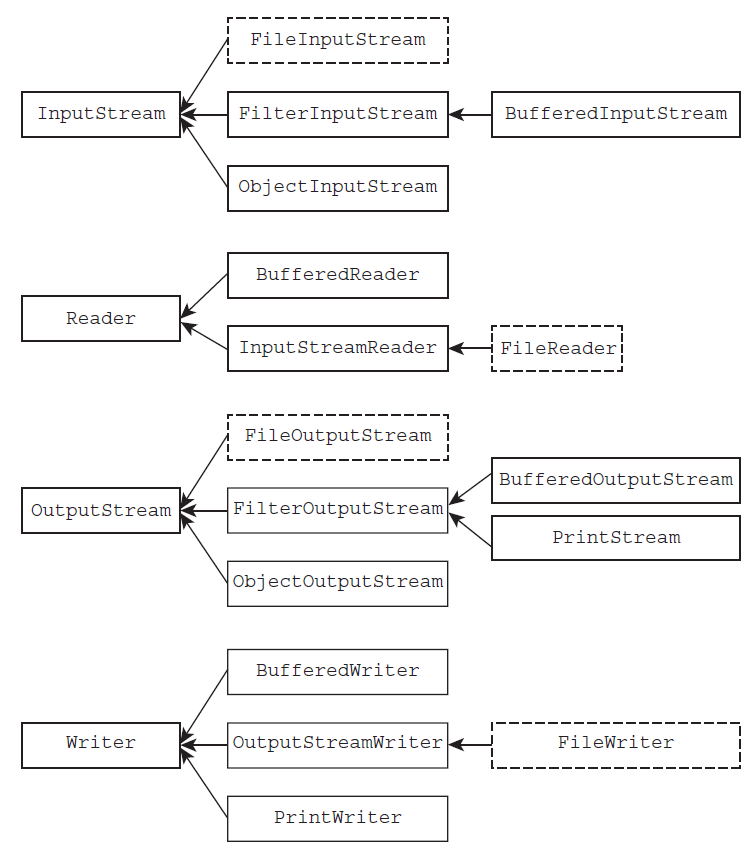 FileInputStream
InputStream
FilterInputStream
BufferedInputStream
ObjectInputStream
BufferedReader
Reader
InputStreamReader
FileReader
FileOutputStream
OutputStream
FilterOutputStream
BufferedOutputStream
PrintStream
ObjectOutputStream
BufferedWriter
Writer
OutputStreamWriter
FileWriter
PrintWriter